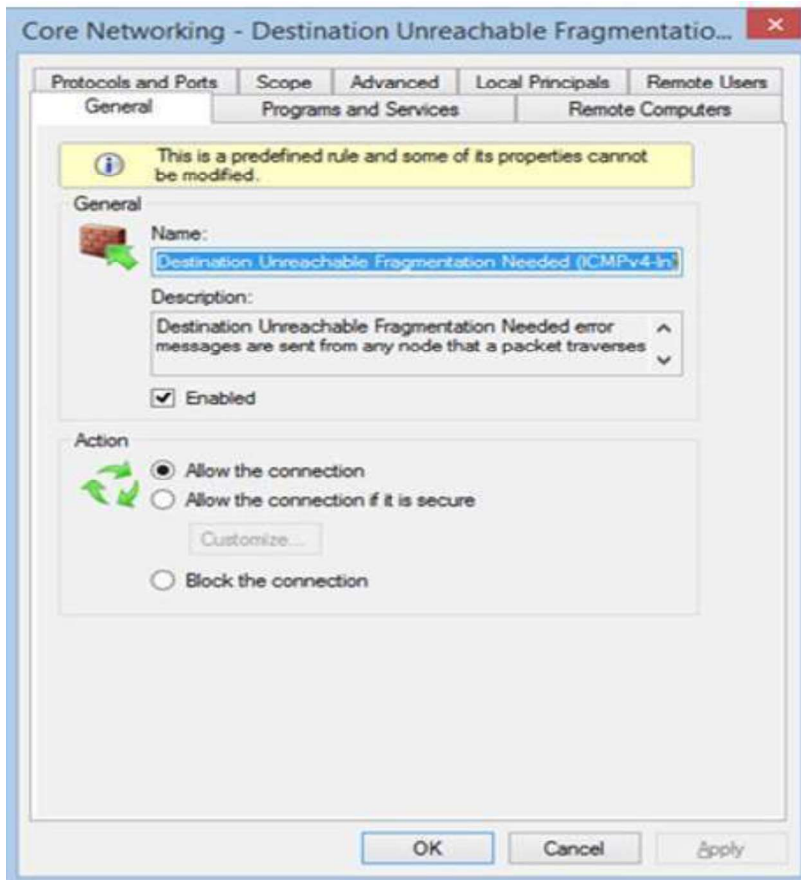 Core Networking - Destination Unreachable Fragmentatio...
Protocols and Ports Scope Advanced Local Principals Remote Users
General Programs and Services Remote Computers
This is a predefined rule and some of its properties cannot
be modified.
General
Name:
Destination Unreachable Fragmentation Needed (ICMPv4-In)
Description:
Destination Unreachable Fragmentation Needed error
messages are sent from any node that a packet traverses
Enabled
Action
Allow the connection
Allow the connection if it is secure
Customize...
Block the connection
OK Cancel Apply